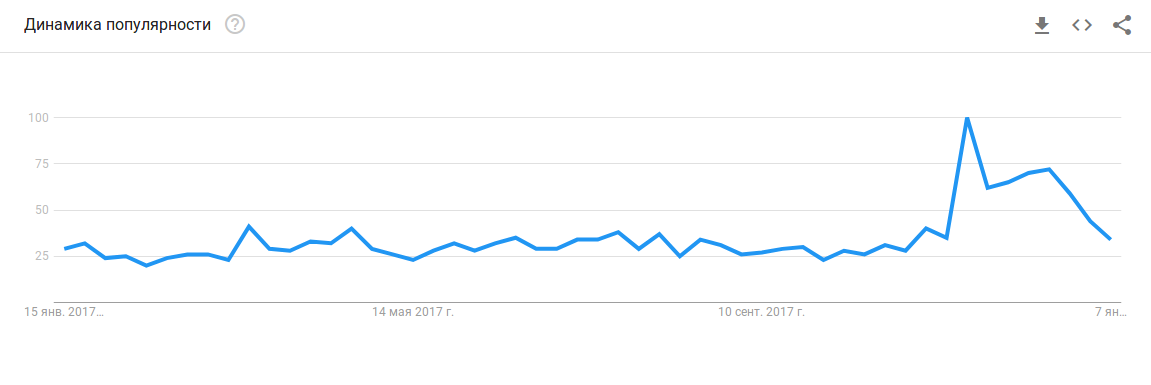 Динамика популярности
100
75
50
25
15 янв. 2017…
14 мая 2017 г.
10 сент. 2017 г.
7 ян…